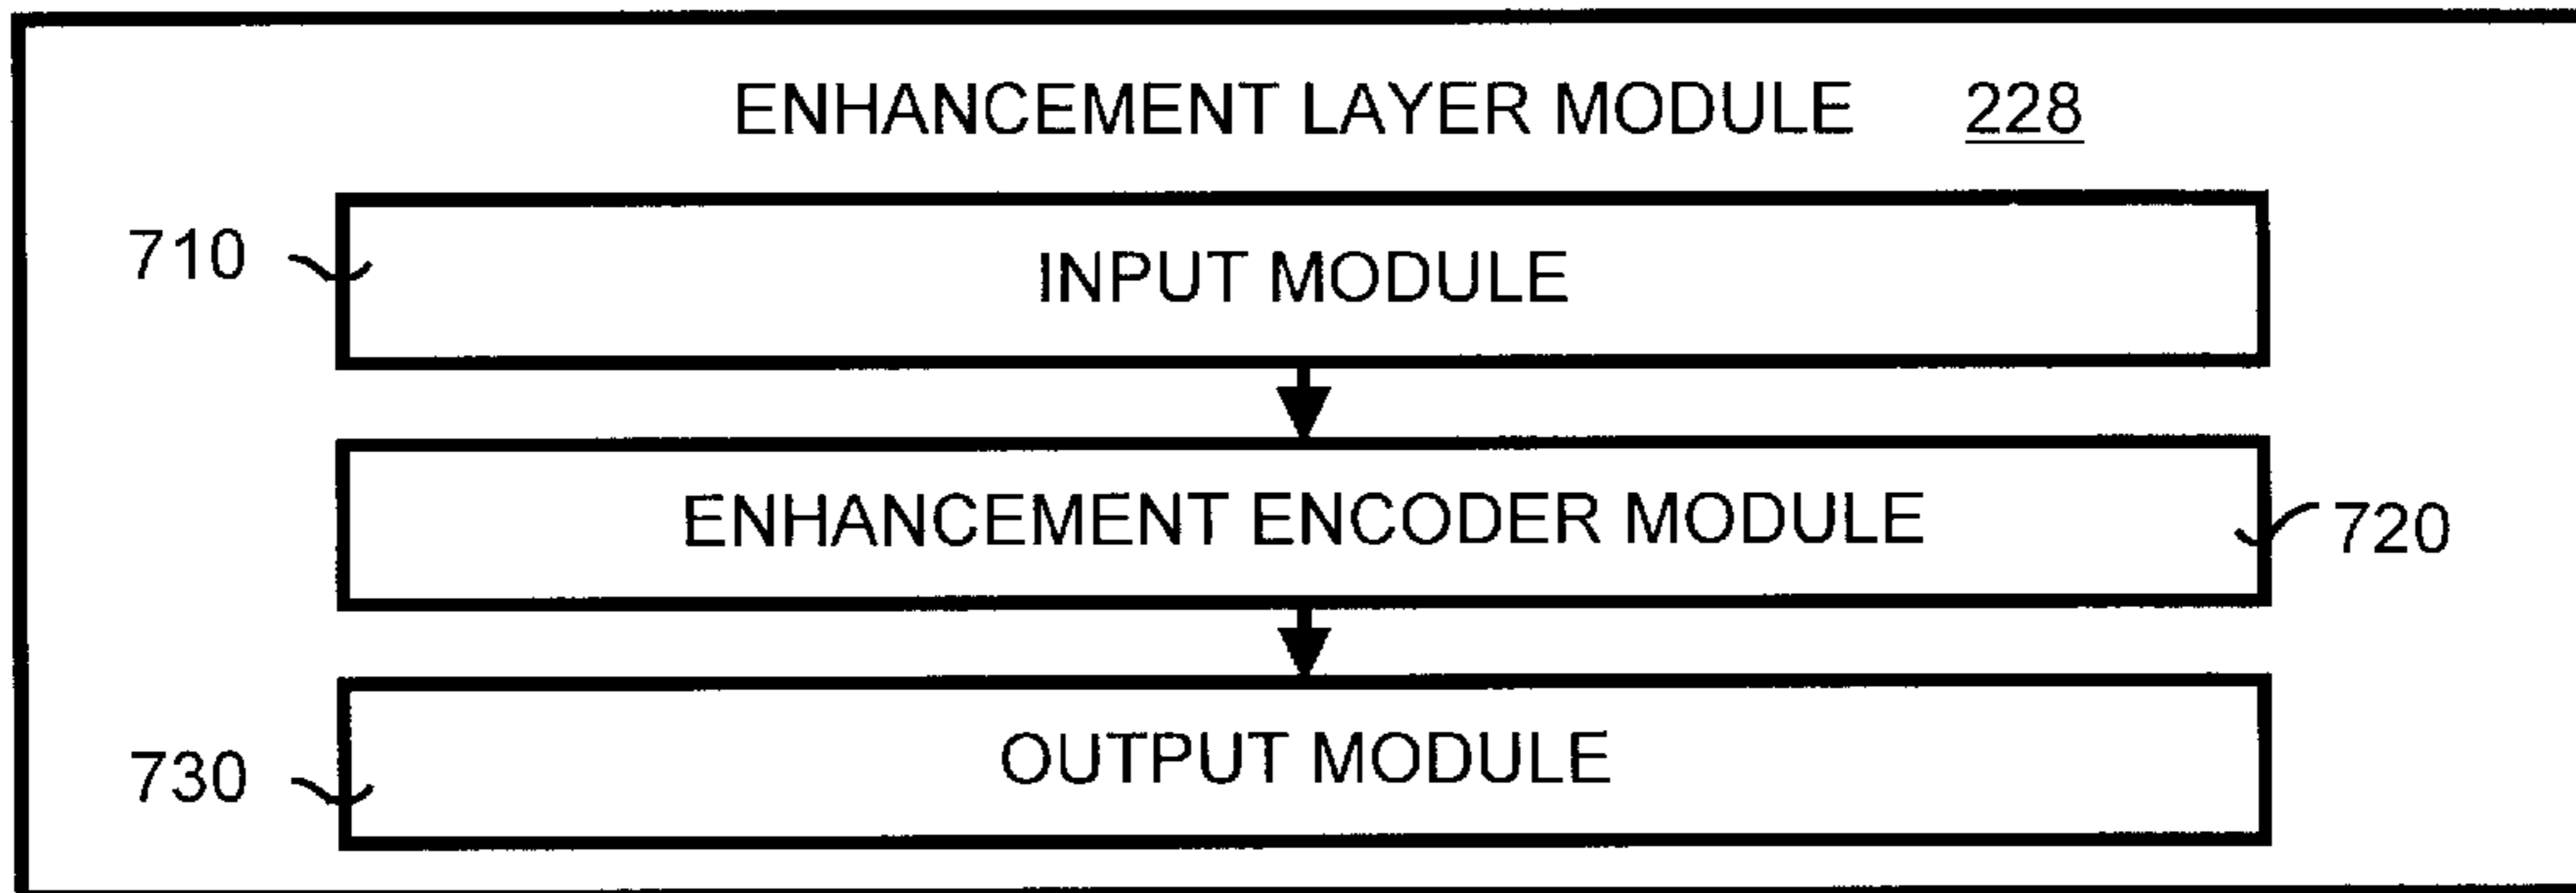 ENHANCEMENT LAYER MODULE 228
710
INPUT MODULE
ENHANCEMENT ENCODER MODULE
720
730
OUTPUT MODULE